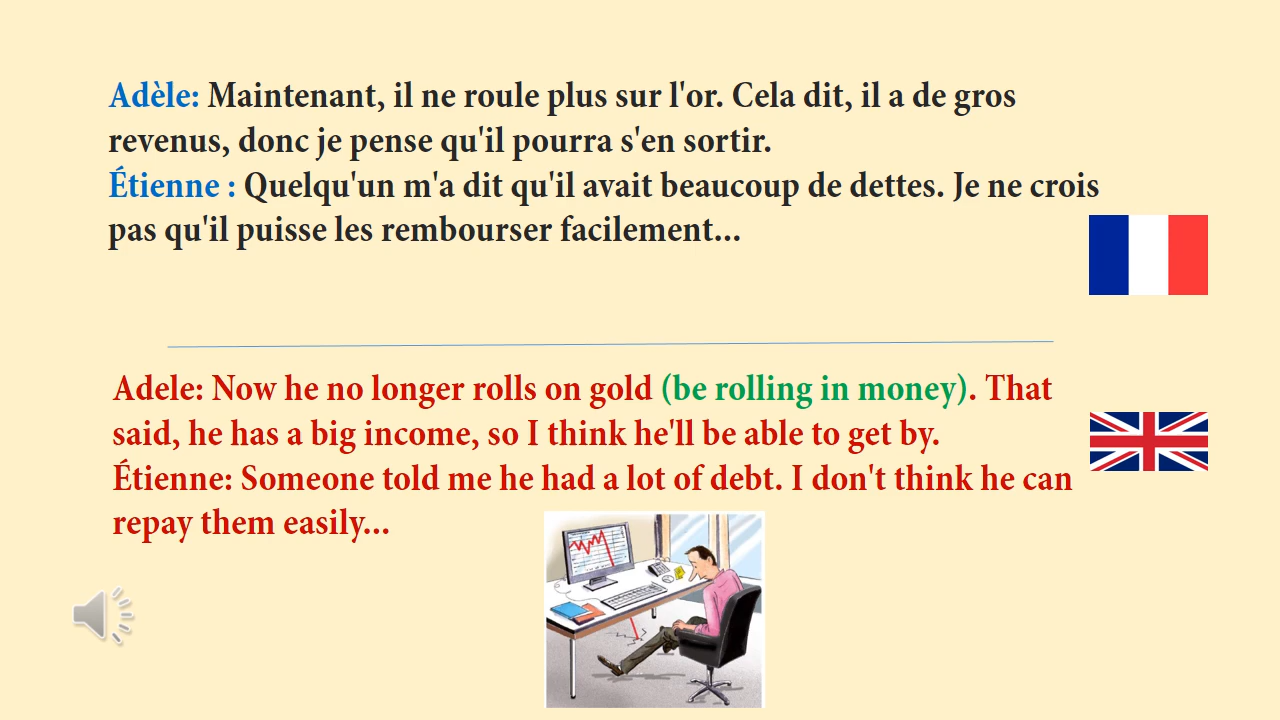 Adèle: Maintenant, il ne roule plus sur l'or. Cela dit, il a de gros
revenus, donc je pense qu'il pourra s'en sortir.
Étienne : Quelqu'un m'a dit qu'il avait beaucoup de dettes. Je ne crois
pas qu'il puisse les rembourser facilement...
Adele: Now he no longer rolls on gold (be rolling in money). That
said, he has a big income, so I think he'll be able to get by.
Étienne: Someone told me he had a lot of debt. I don't think he can
repay them easily...